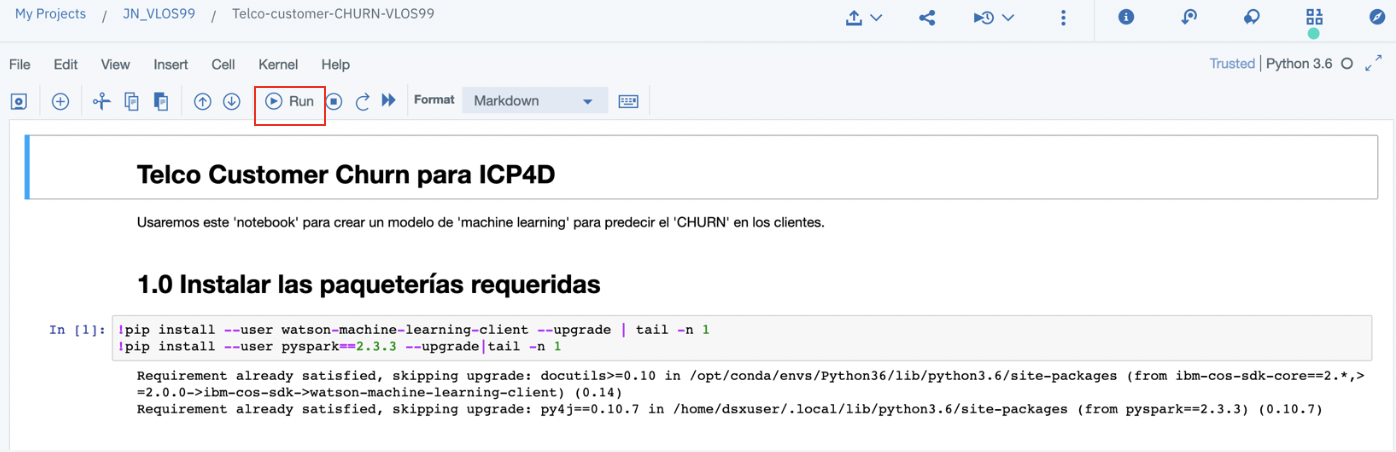 My Projects / JN_VLOS99 / Telco-customer-CHURN-VLOS99
File Edit View Insert Cell Kernel Help
Trusted | Python 3.6
Run
Format Markdown
Telco Customer Churn para ICP4D
Usaremos este 'notebook' para crear un modelo de 'machine learning' para predecir el 'CHURN' en los clientes.
1.0 Instalar las paqueterías requeridas
In [1]: !pip install --user watson-machine-learning-client --upgrade | tail -n 1
!pip install --user pyspark==2.3.3 --upgrade|tail -n 1
Requirement already satisfied, skipping upgrade: docutils>=0.10 in /opt/conda/envs/Python36/lib/python3.6/site-packages (from ibm-cos-sdk-core==2.*,>
=2.0.0->ibm-cos-sdk->watson-machine-learning-client) (0.14)
Requirement already satisfied, skipping upgrade: py4j==0.10.7 in /home/dsxuser/.local/lib/python3.6/site-packages (from pyspark==2.3.3) (0.10.7)